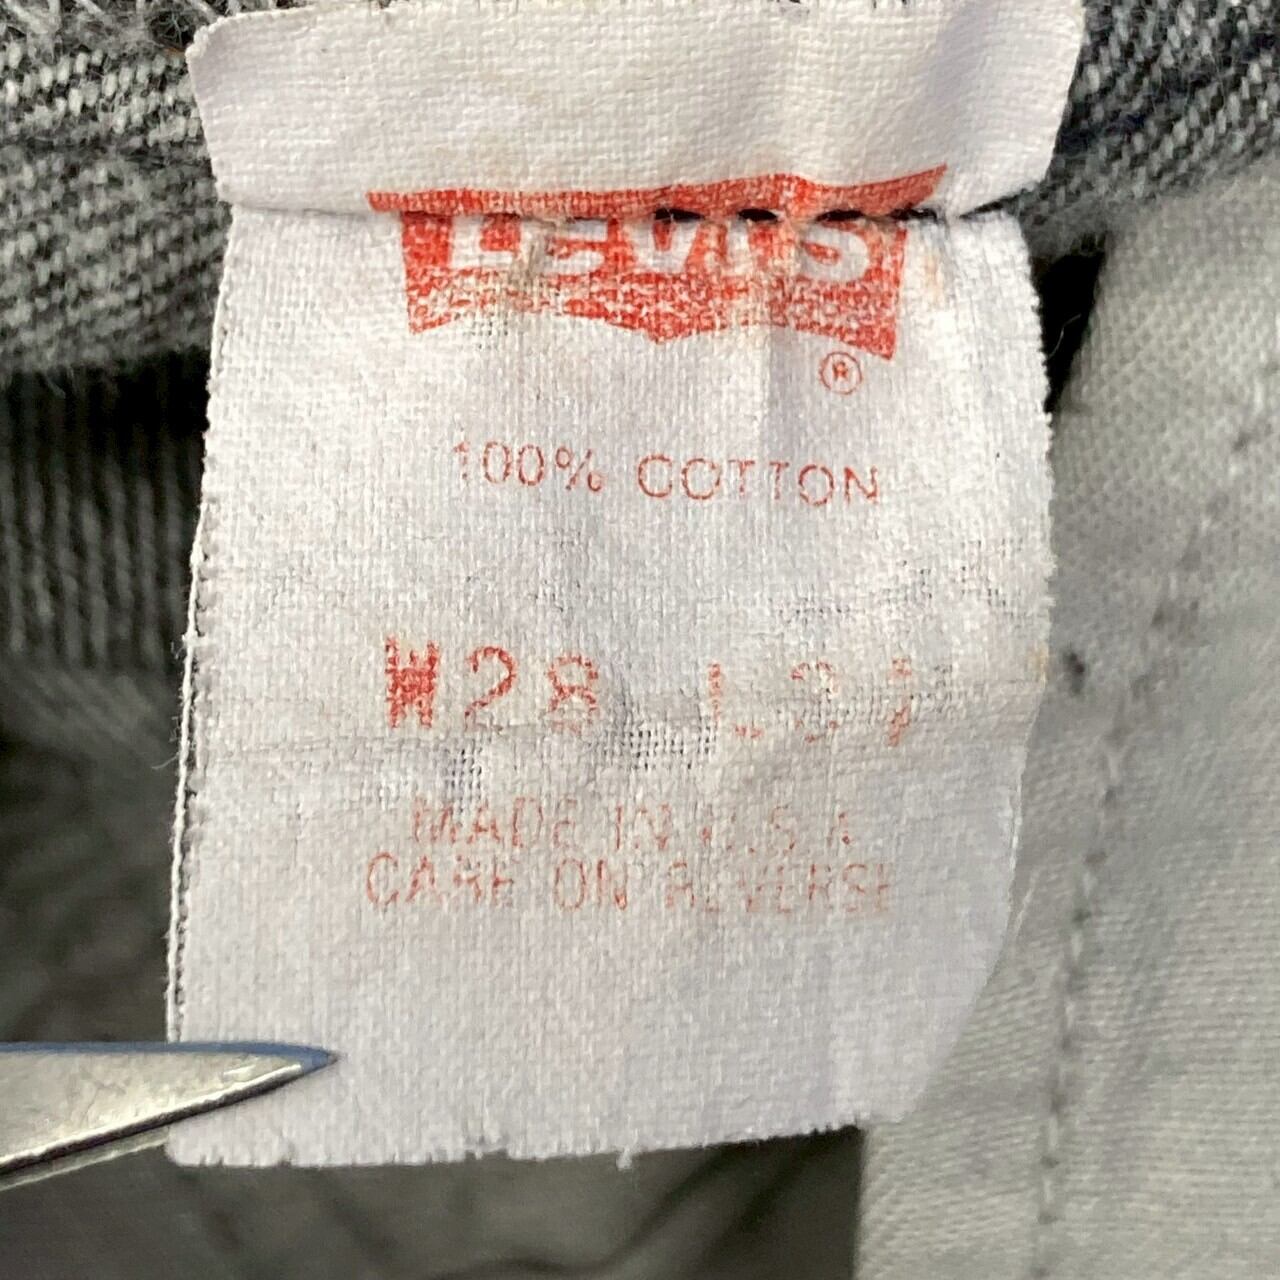 LEVI'S
®
100% COTTON
W28
MADE IN U.S.A.
CARE ON REVERSE